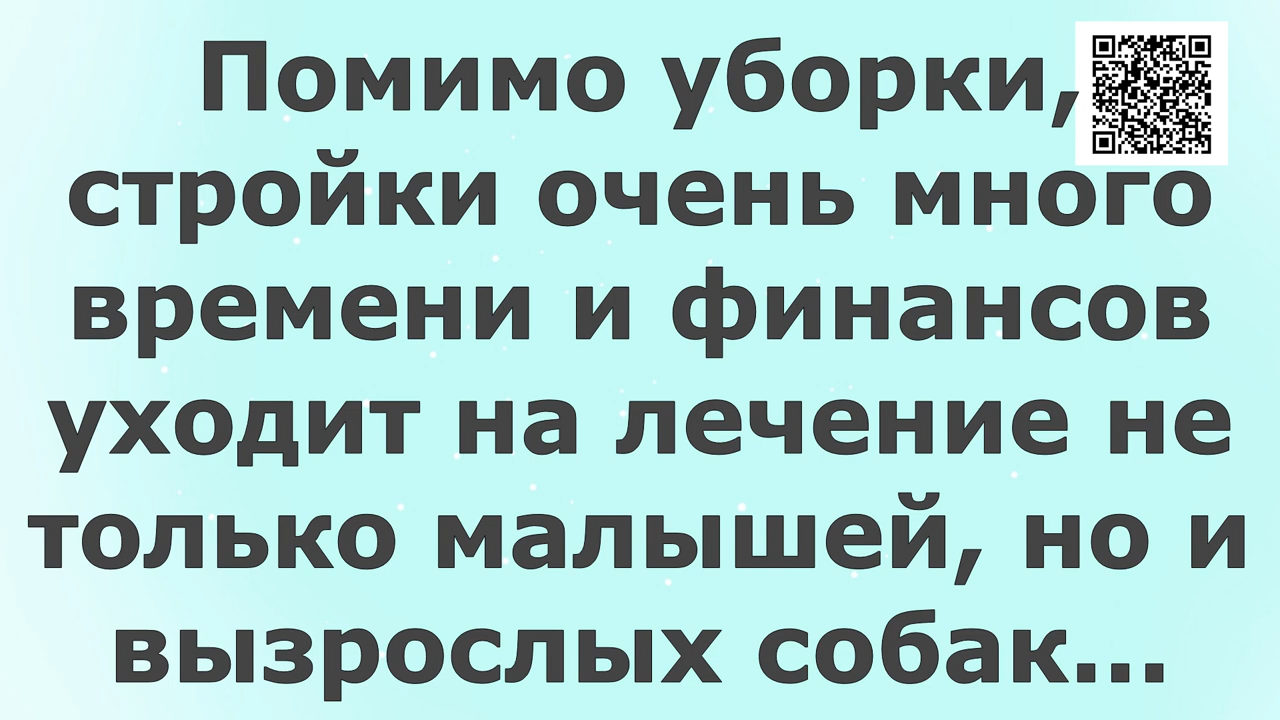 Помимо уборки,
стройки очень много
времени и финансов
уходит на лечение не
только малышей, но и
вызрослых собак...